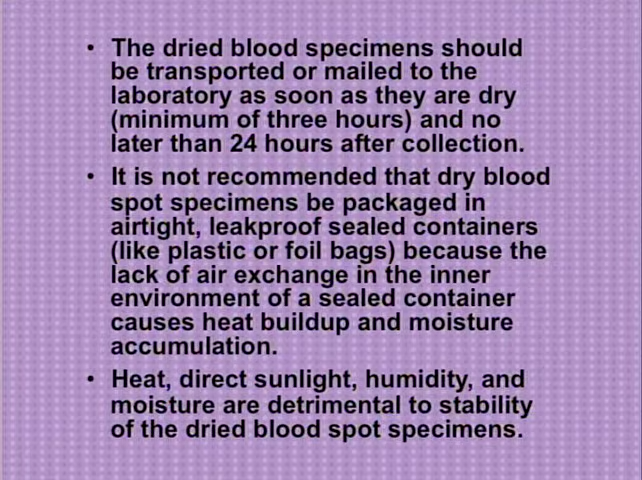 • The dried blood specimens should
be transported or mailed to the
laboratory as soon as they are dry
(minimum of three hours) and no
later than 24 hours after collection.
• It is not recommended that dry blood
spot specimens be packaged in
airtight, leakproof sealed containers
(like plastic or foil bags) because the
lack of air exchange in the inner
environment of a sealed container
causes heat buildup and moisture
accumulation.
• Heat, direct sunlight, humidity, and
moisture are detrimental to stability
of the dried blood spot specimens.